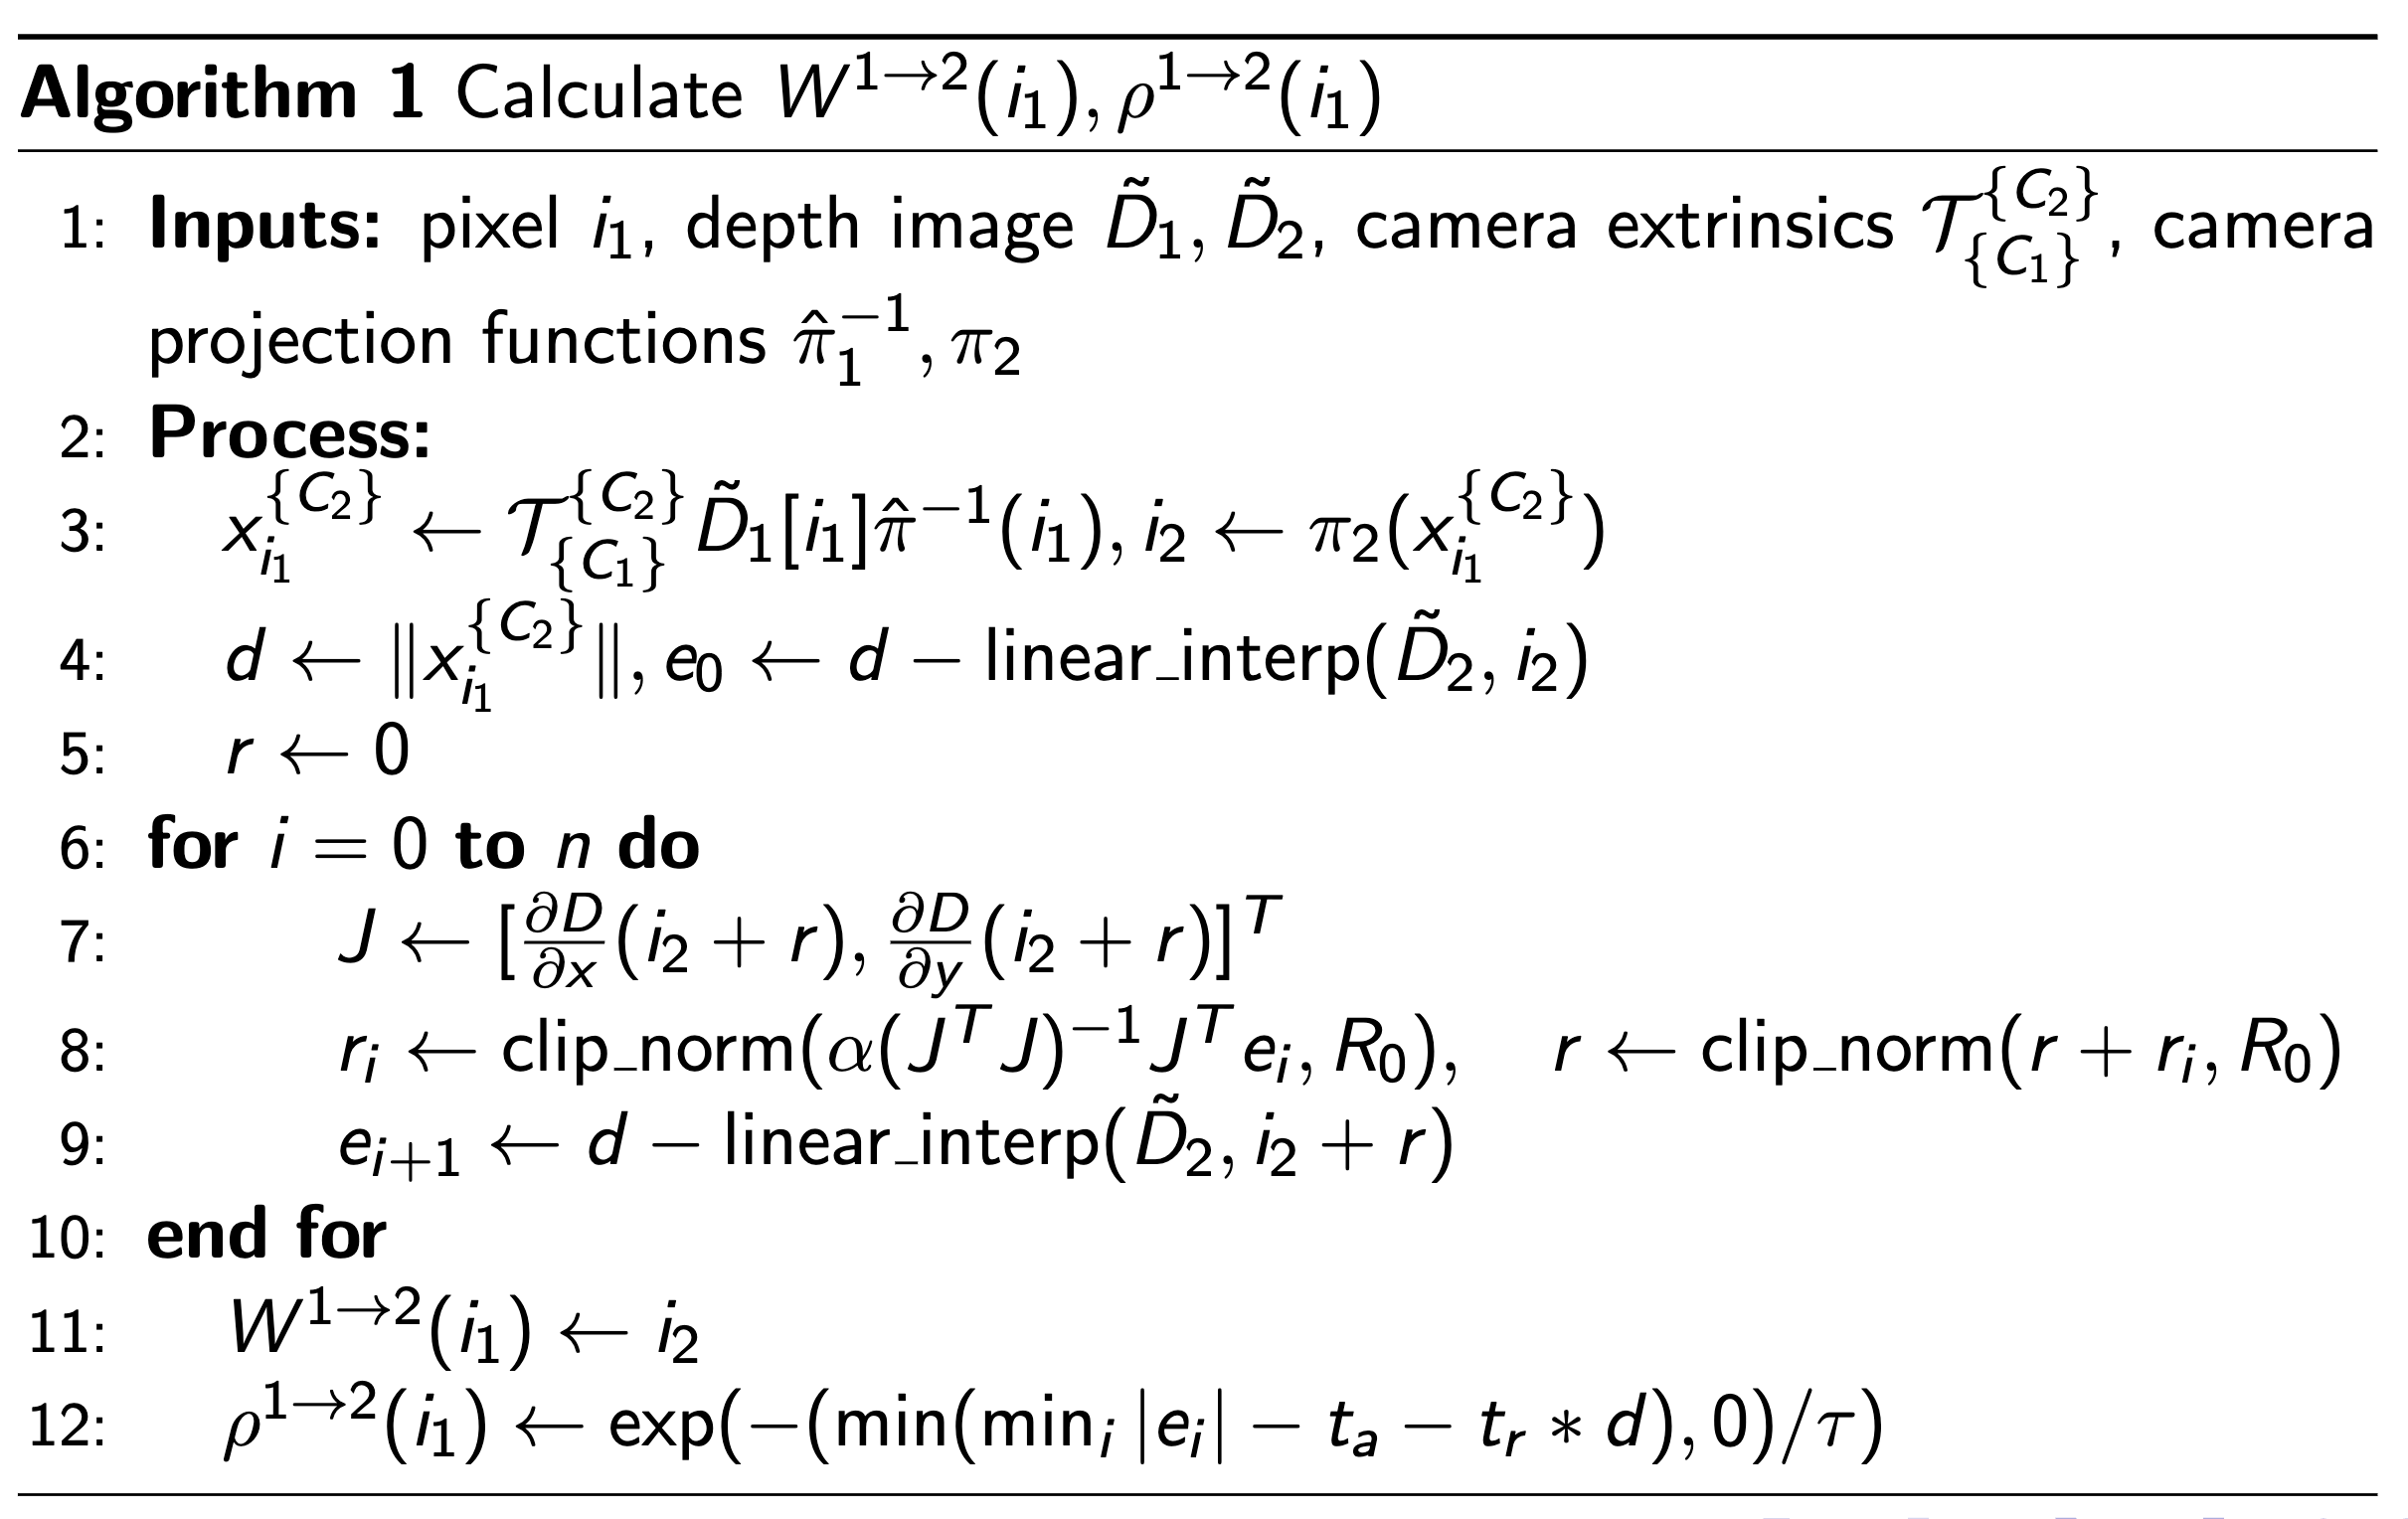 Algorithm 1 Calculate $W^{1\to2}(i_1), \rho^{1\to2}(i_1)$
1: Inputs: pixel $i_1$, depth image $\tilde{D}_1, \tilde{D}_2$, camera extrinsics $\mathcal{T}_{\{C_1\}}^{\{C_2\}}$, camera
projection functions $\hat{\pi}_1^{-1}, \pi_2$
2: Process:
3: $x_{i_1}^{\{C_2\}} \leftarrow \mathcal{T}_{\{C_1\}}^{\{C_2\}} \tilde{D}_1[i_1]\hat{\pi}^{-1}(i_1), i_2 \leftarrow \pi_2(x_{i_1}^{\{C_2\}})$
4: $d \leftarrow \|x_{i_1}^{\{C_2\}}\|, e_0 \leftarrow d - \text{linear\_interp}(\tilde{D}_2, i_2)$
5: $r \leftarrow 0$
6: for $i = 0$ to $n$ do
7: $J \leftarrow [\frac{\partial D}{\partial x}(i_2 + r), \frac{\partial D}{\partial y}(i_2 + r)]^T$
8: $r_i \leftarrow \text{clip\_norm}(\alpha(J^T J)^{-1} J^T e_i, R_0), \quad r \leftarrow \text{clip\_norm}(r + r_i, R_0)$
9: $e_{i+1} \leftarrow d - \text{linear\_interp}(\tilde{D}_2, i_2 + r)$
10: end for
11: $W^{1\to2}(i_1) \leftarrow i_2$
12: $\rho^{1\to2}(i_1) \leftarrow \exp(-(\min(\min_i |e_i| - t_a - t_r * d), 0)/\tau)$